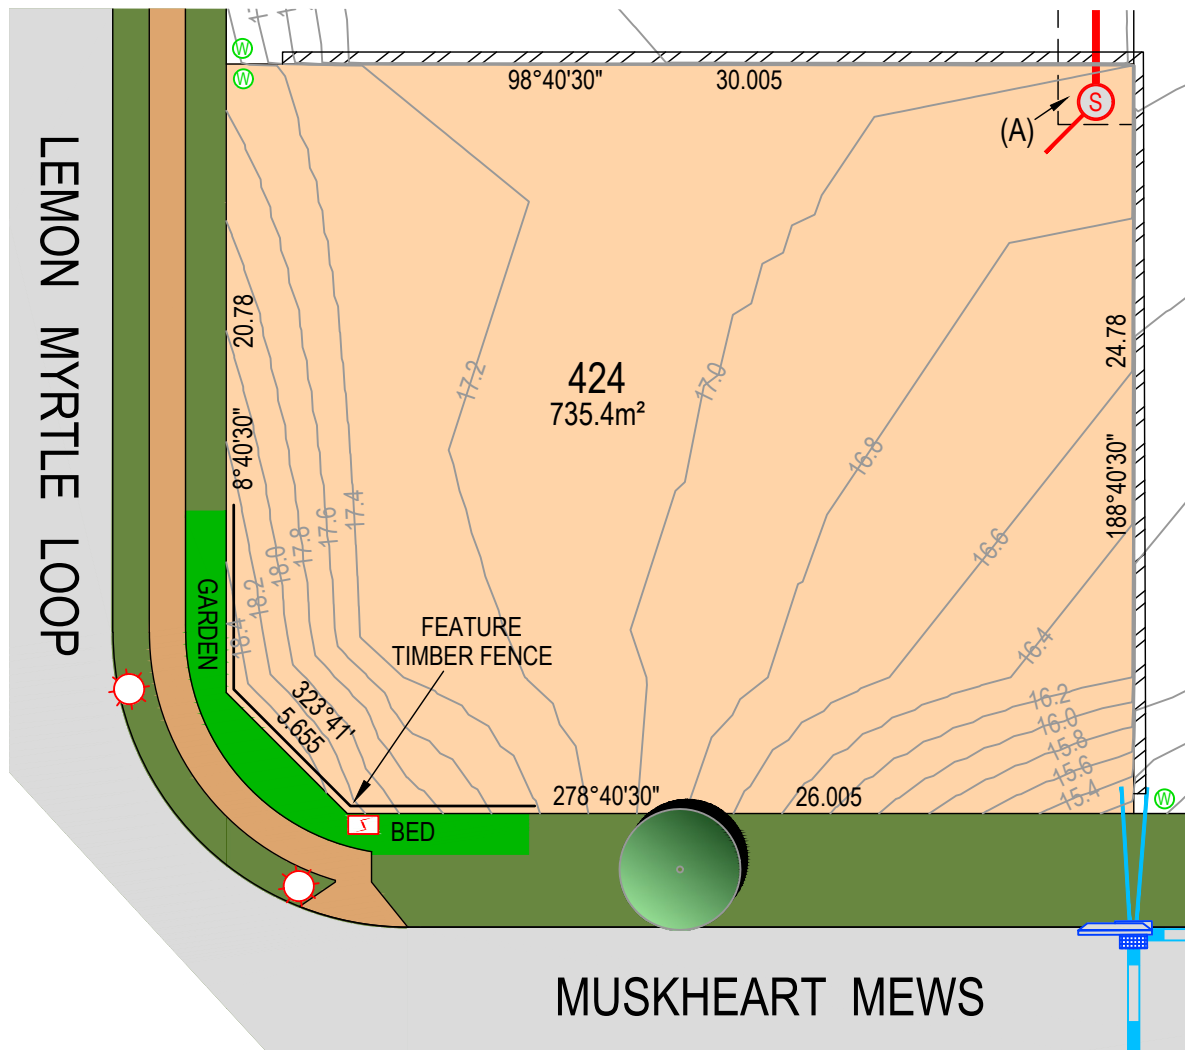 W
W
98°40'30"
30.005
S
(A)
LEMON MYRTLE LOOP
20.78
8°40'30"
24.78
188°40'30"
424
735.4m²
17.2
17.0
16.8
16.6
16.4
16.2
16.0
15.8
15.6
15.4
17.4
17.6
17.8
18.0
18.2
18.4
GARDEN
FEATURE
TIMBER FENCE
323°41'
5.655
278°40'30"
26.005
W
BED
MUSKHEART MEWS